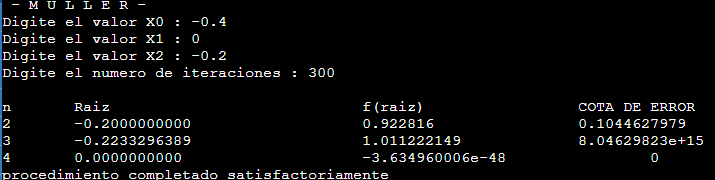 - M U L L E R -
Digite el valor X0 : -0.4
Digite el valor X1 : 0
Digite el valor X2 : -0.2
Digite el numero de iteraciones : 300
n Raiz f(raiz) COTA DE ERROR
2 -0.2000000000 0.922816 0.1044627979
3 -0.2233296389 1.011222149 8.04629823e+15
4 0.0000000000 -3.634960006e-48 0
procedimiento completado satisfactoriamente